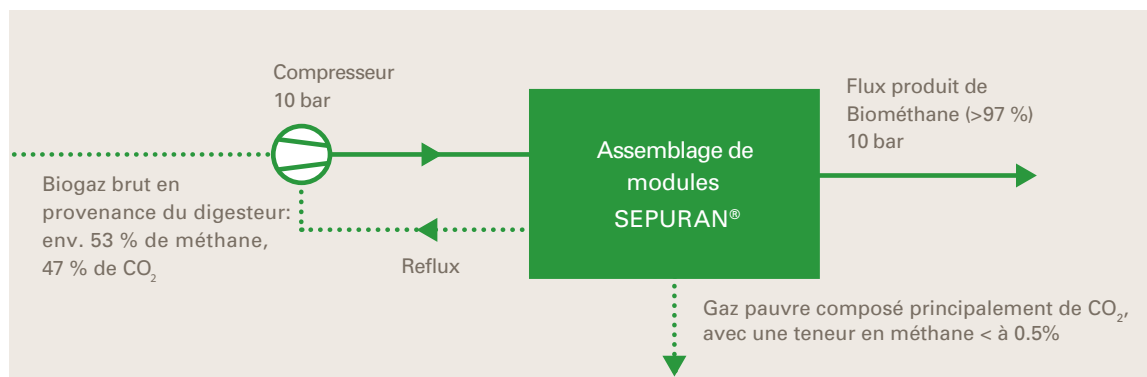 Compresseur
10 bar
Flux produit de
Biométhane (>97 %)
10 bar
Assemblage de
modules
SEPURAN®
Biogaz brut en
provenance du digesteur:
env. 53 % de méthane,
47 % de CO₂
Reflux
Gaz pauvre composé principalement de CO₂,
avec une teneur en méthane < à 0.5%